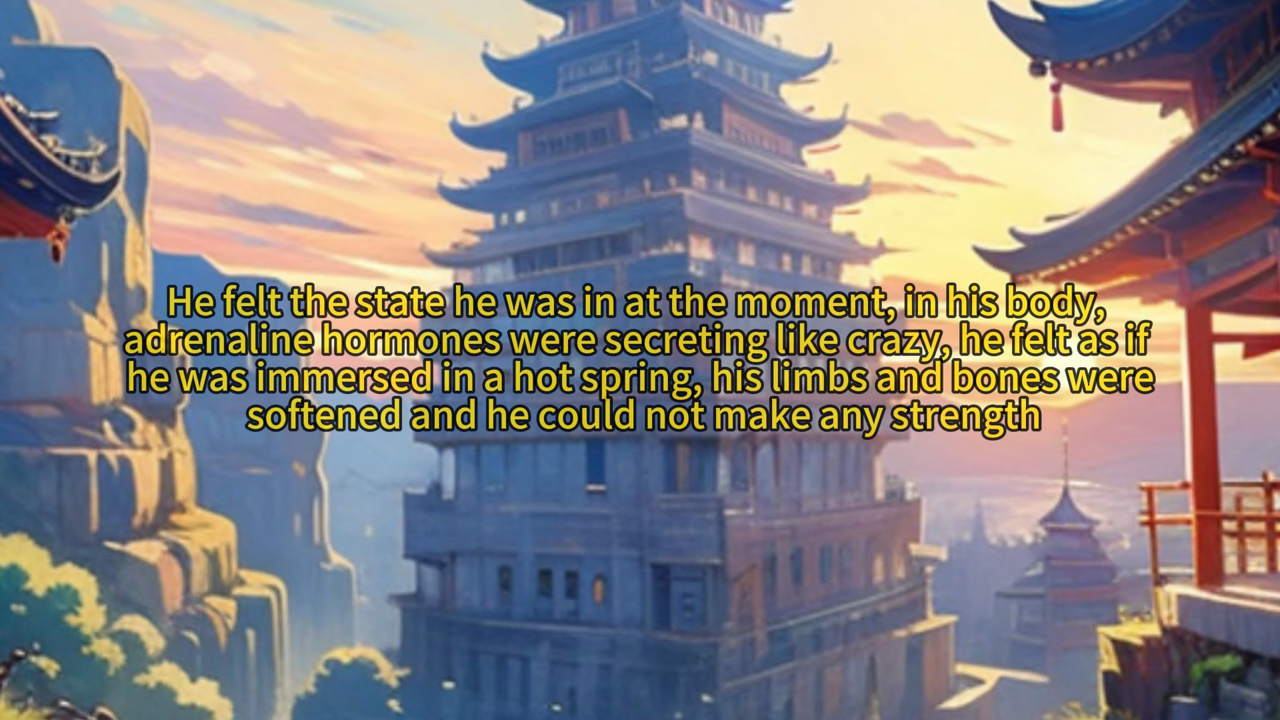 He felt the state he was in at the moment, in his body,
adrenaline hormones were secreting like crazy, he felt as if
he was immersed in a hot spring, his limbs and bones were
softened and he could not make any strength